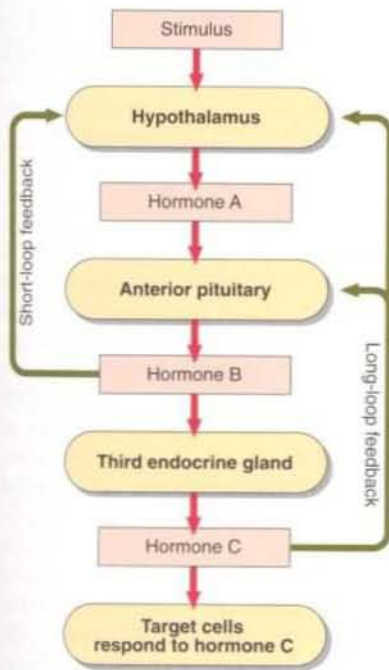 Stimulus
Hypothalamus
Short-loop feedback
Hormone A
Anterior pituitary
Hormone B
Long-loop feedback
Third endocrine gland
Hormone C
Target cells
respond to hormone C